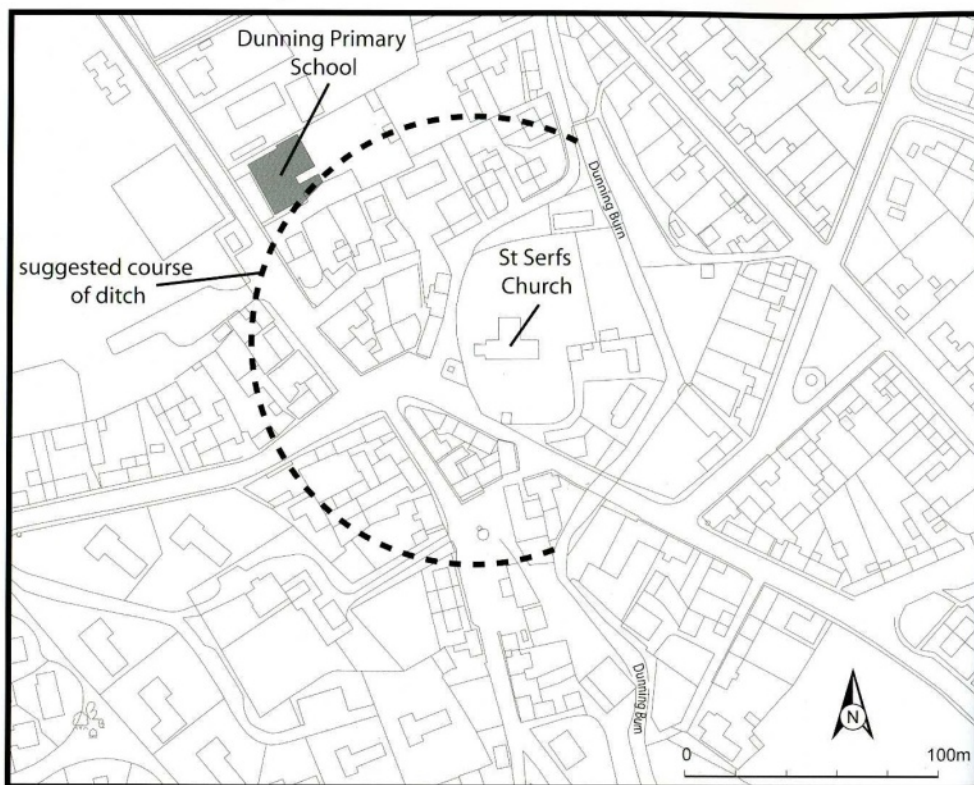 Dunning Primary
School
Dunning Burn
St Serfs
Church
suggested course
of ditch
Dunning Burn
N
0
100m